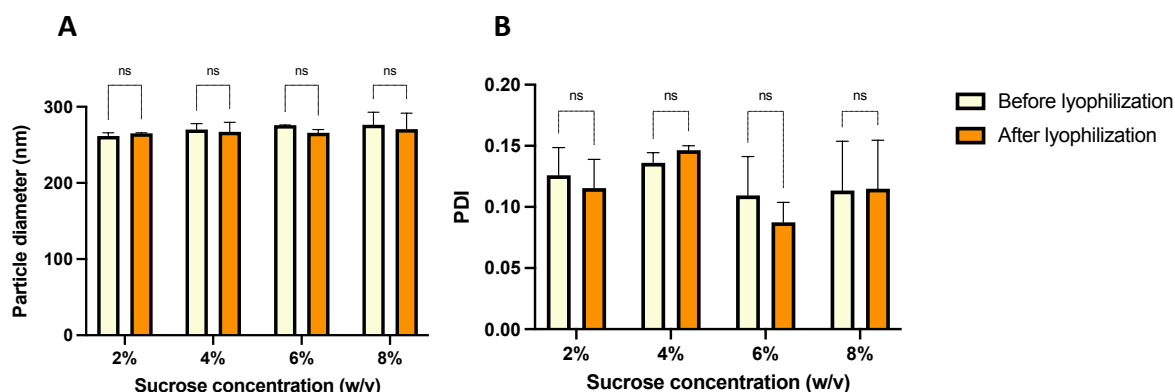 A
ns ns ns ns
300
200
100
0
Particle diameter (nm)
2% 4% 6% 8%
Sucrose concentration (w/v)
B
ns ns ns ns
0.20
0.15
0.10
0.05
0.00
PDI
2% 4% 6% 8%
Sucrose concentration (w/v)
Before lyophilization
After lyophilization